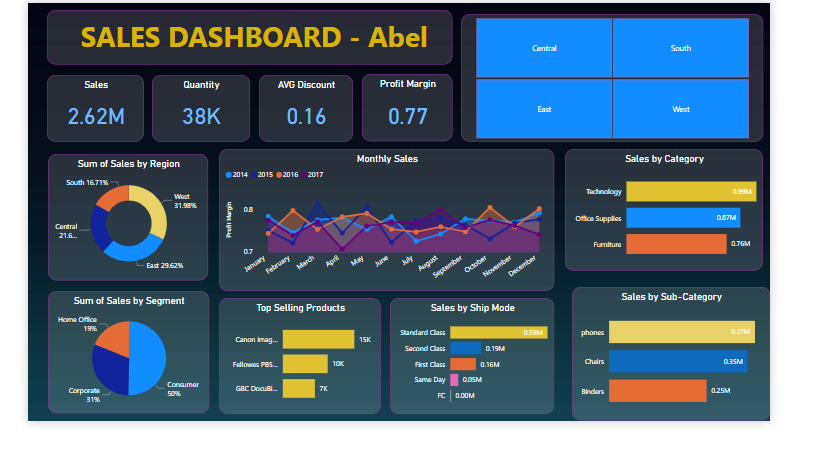 SALES DASHBOARD - Abel
Central
South
East
West
Sales
2.62M
Quantity
38K
AVG Discount
0.16
Profit Margin
0.77
Sum of Sales by Region
South 16.71%
West
31.98%
Central
21.6...
East 29.62%
Monthly Sales
2014 2015 2016 2017
Profit Margin
0.8
0.7
January February March April May June July August September October November December
Sales by Category
Technology 0.99M
Office Supplies 0.87M
Furniture 0.76M
Sum of Sales by Segment
Home Office
19%
Corporate
31%
Consumer
50%
Top Selling Products
Canon imag... 15K
Fellowes PB5... 10K
GBC DocuBi... 7K
Sales by Ship Mode
Standard Class 0.59M
Second Class 0.19M
First Class 0.16M
Same Day 0.05M
FC 0.00M
Sales by Sub-Category
phones 0.37M
Chairs 0.35M
Binders 0.25M